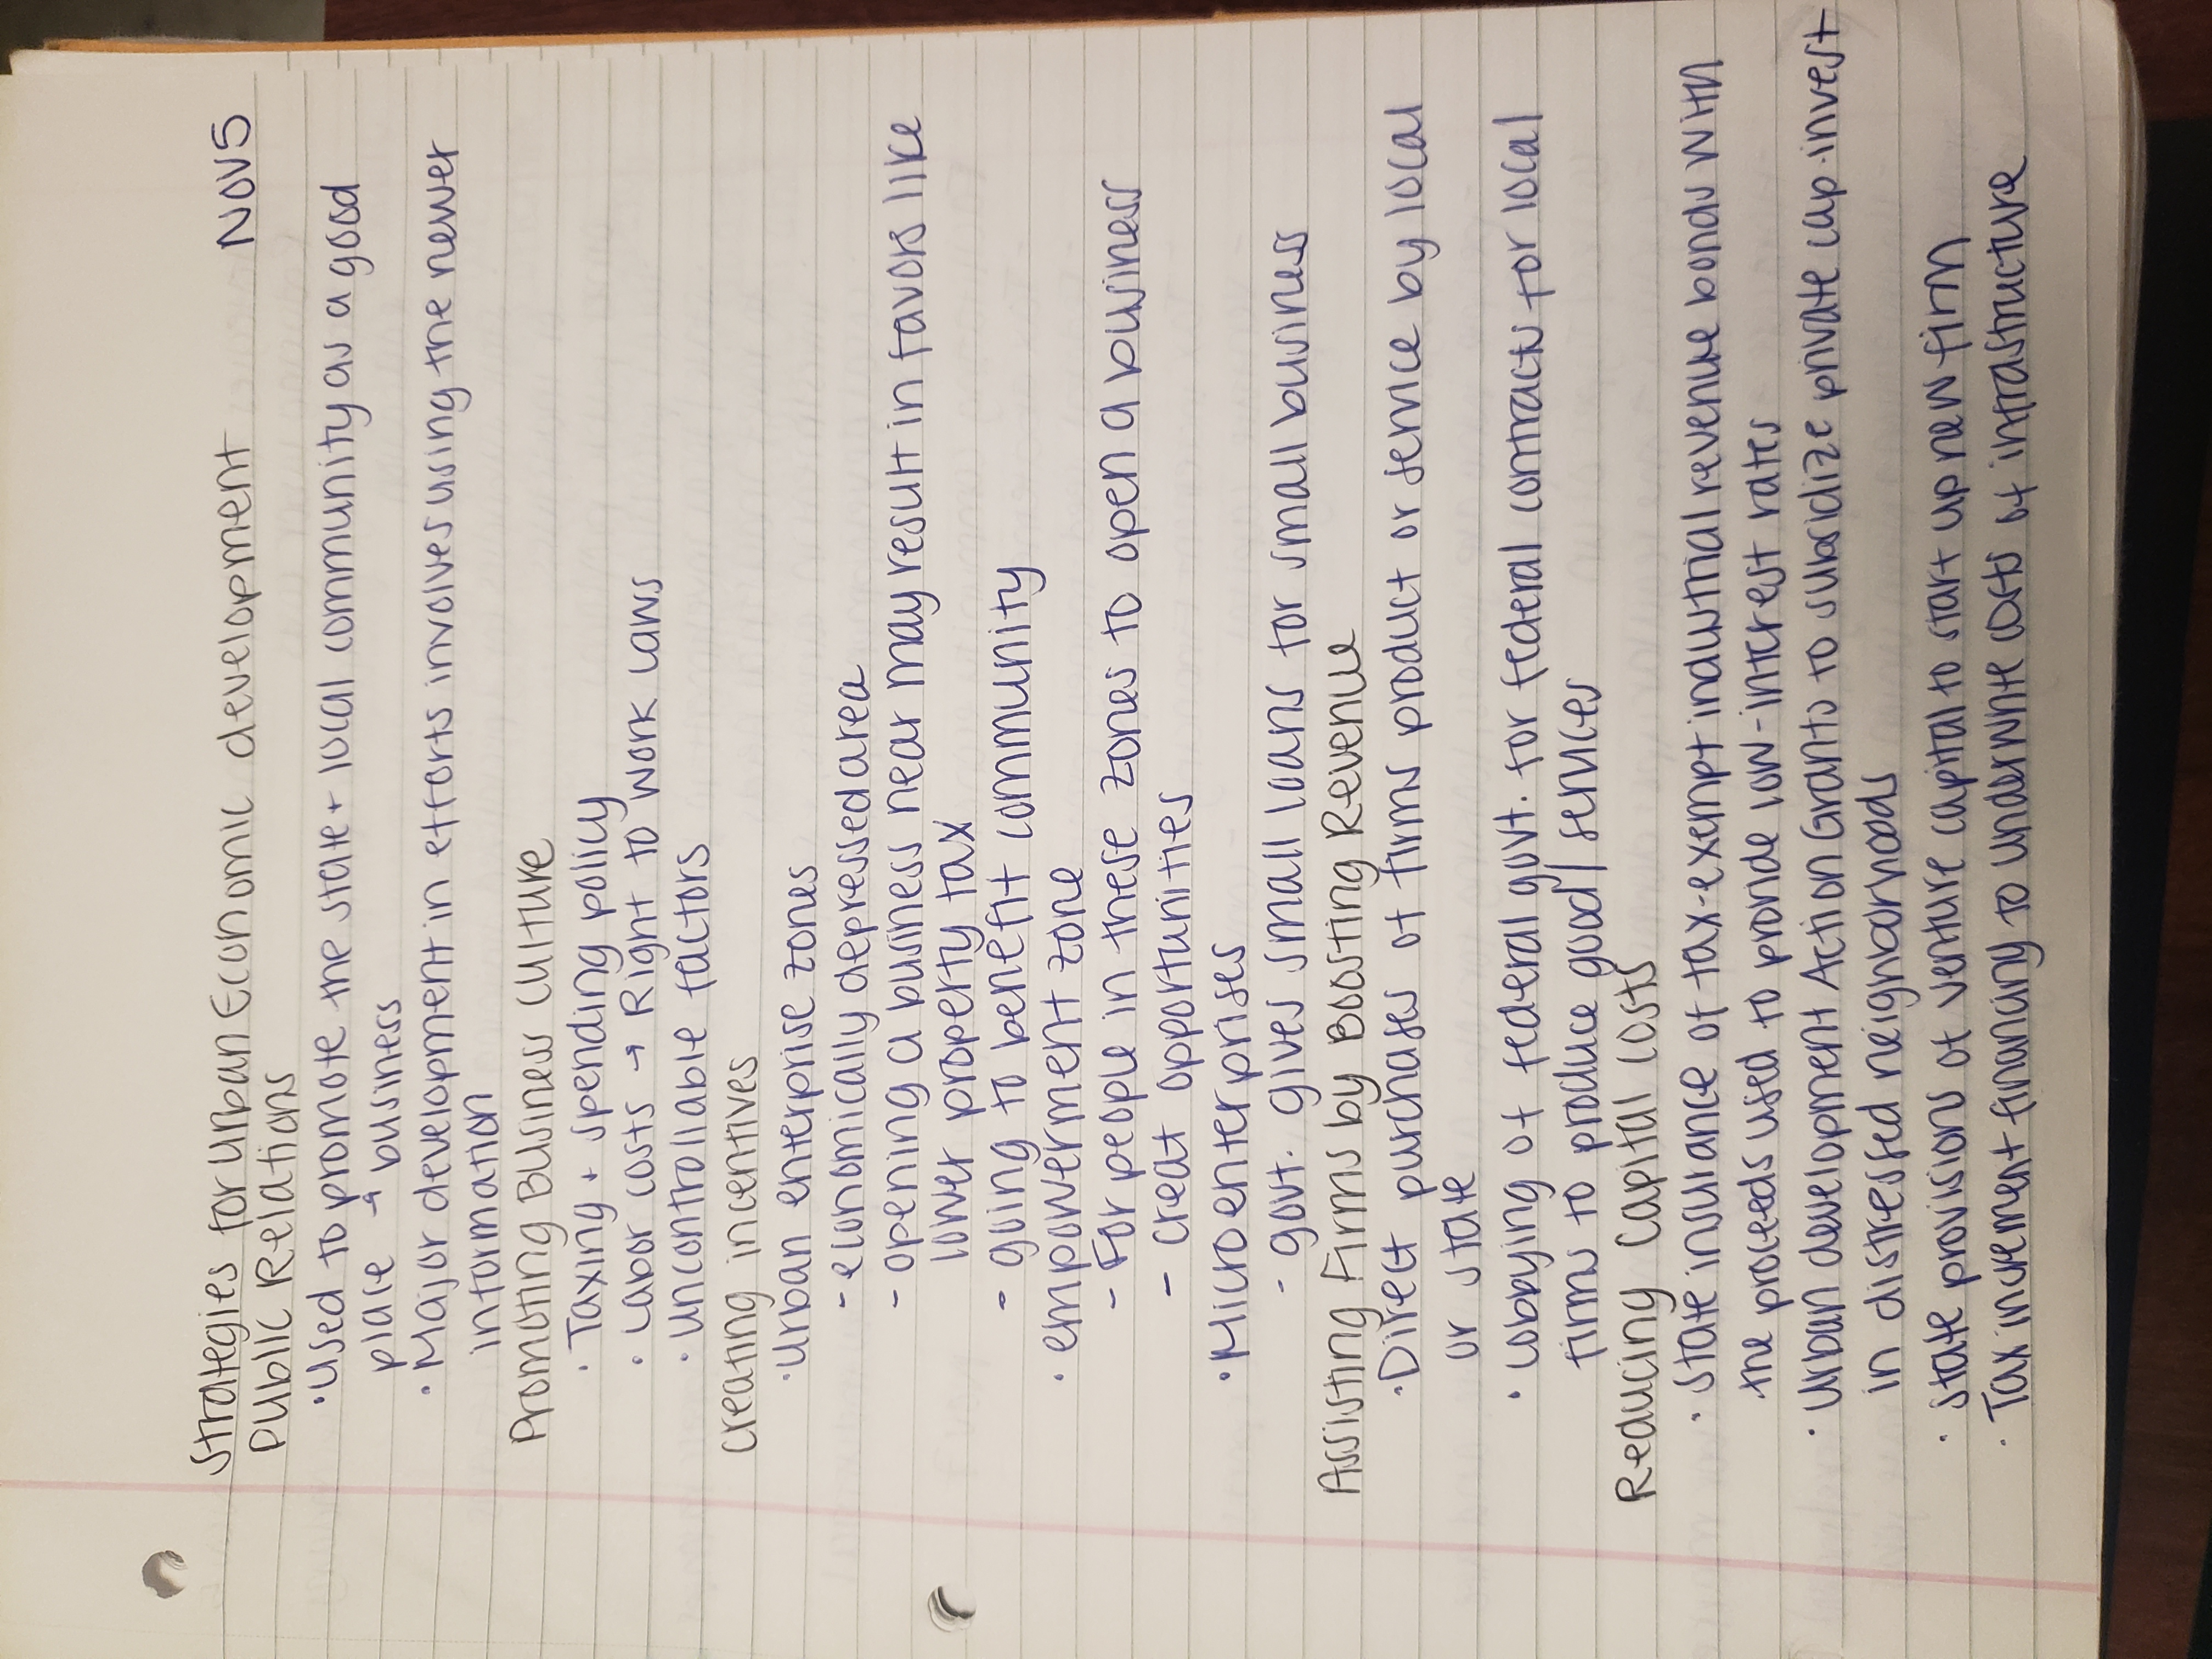 Strategies for Urban Economic development NOV5
Public Relations
· Used to promote the state + local community as a good
place → business
· Major development in efforts involves using the newer
information
Promoting Business Culture
· Taxing + spending policy
· Labor costs → Right to work Laws
· uncontrollable factors
creating incentives
· Urban enterprise zones
- economically depressed area
- opening a business near may result in favors like
lower property tax
- going to benefit community
· empowerment zone
- For people in these zones to open a business
- creat opportunities
· Microenterprises
- govt. gives small loans for small business
Assisting Firms by Boosting Revenue
· Direct purchases of firms product or service by local
or state
· Lobbying of federal govt. for federal contracts for local
firms to produce good/services
Reducing Capital Costs
· State insurance of tax-exempt industrial revenue bonds with
the proceeds used to provide low-interest rates
· Urban development Action Grants to subsidize private cap. invest
in distressed neighborhoods
· State provisions of venture capital to start up new firm
· Tax increment financing to underwrite costs of infrastructure